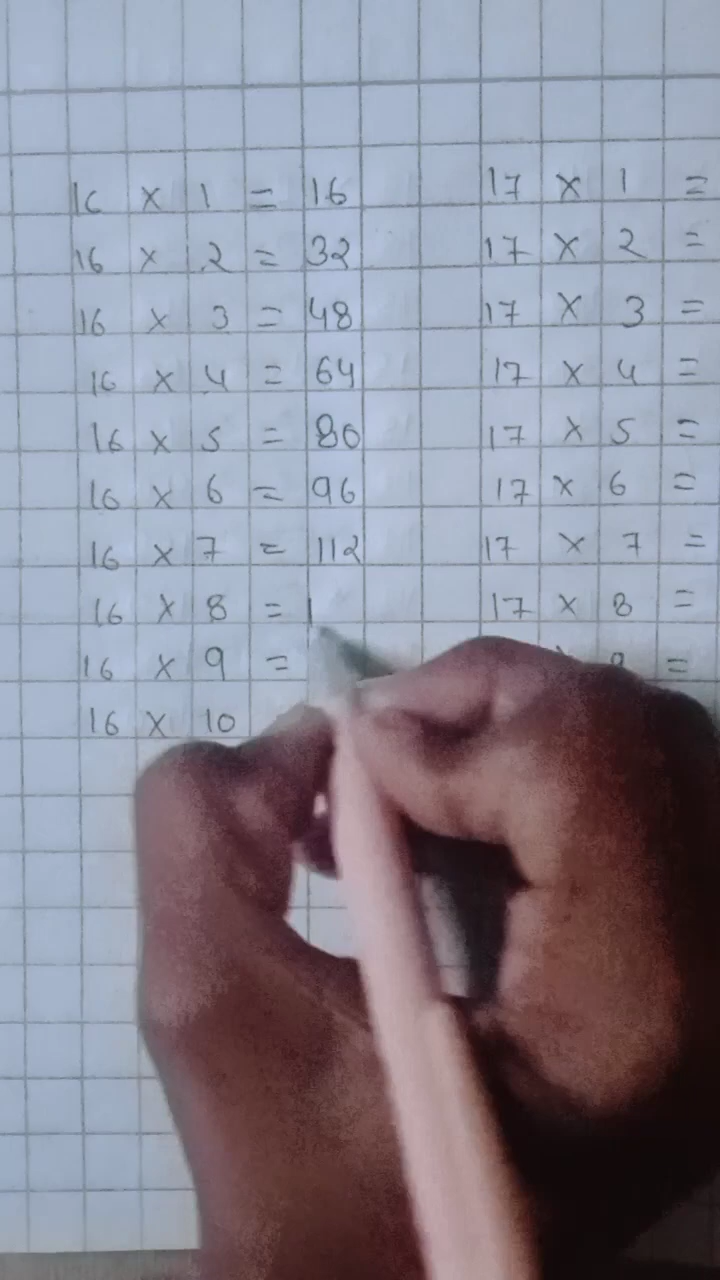 16 x 1 = 16 17 x 1 =
16 x 2 = 32 17 x 2 =
16 x 3 = 48 17 x 3 =
16 x 4 = 64 17 x 4 =
16 x 5 = 80 17 x 5 =
16 x 6 = 96 17 x 6 =
16 x 7 = 112 17 x 7 =
16 x 8 = 1 17 x 8 =
16 x 9 = =
16 x 10